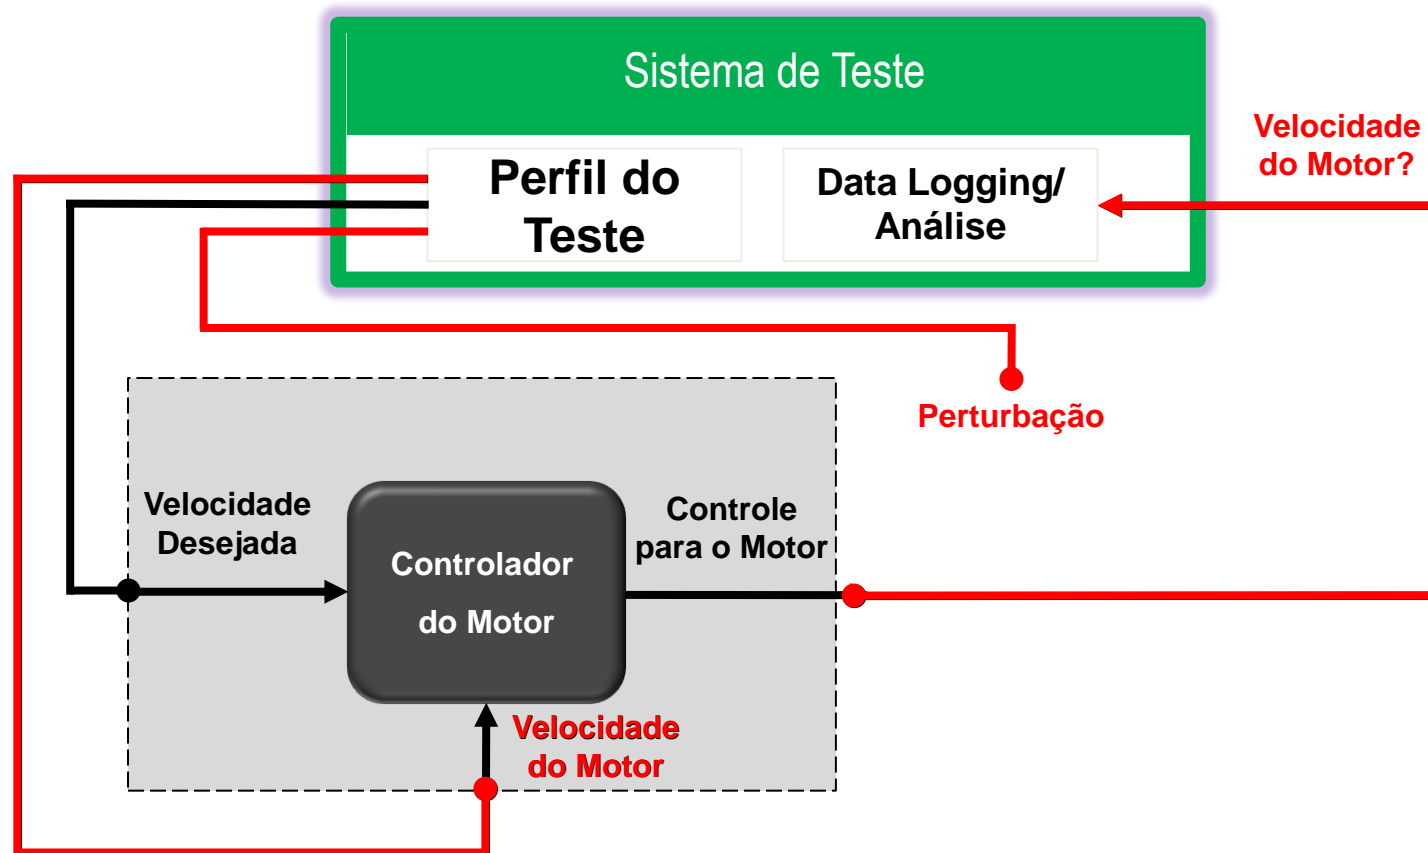 Sistema de Teste
Velocidade
do Motor?
Perfil do
Teste
Data Logging/
Análise
Perturbação
Velocidade
Desejada
Controlador
do Motor
Controle
para o Motor
Velocidade
do Motor